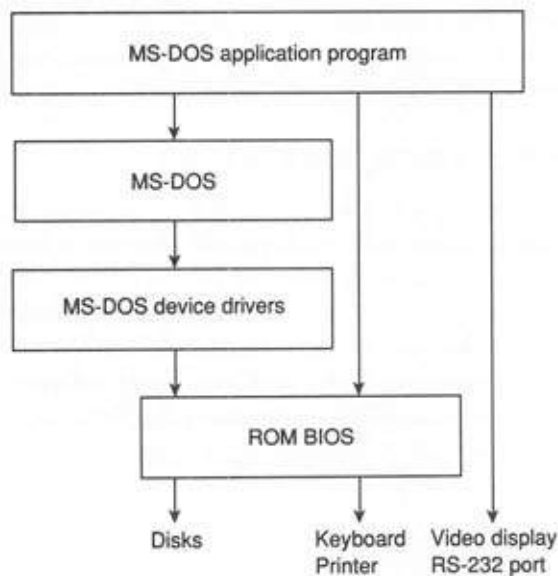 MS-DOS application program
MS-DOS
MS-DOS device drivers
ROM BIOS
Disks
Keyboard
Printer
Video display
RS-232 port